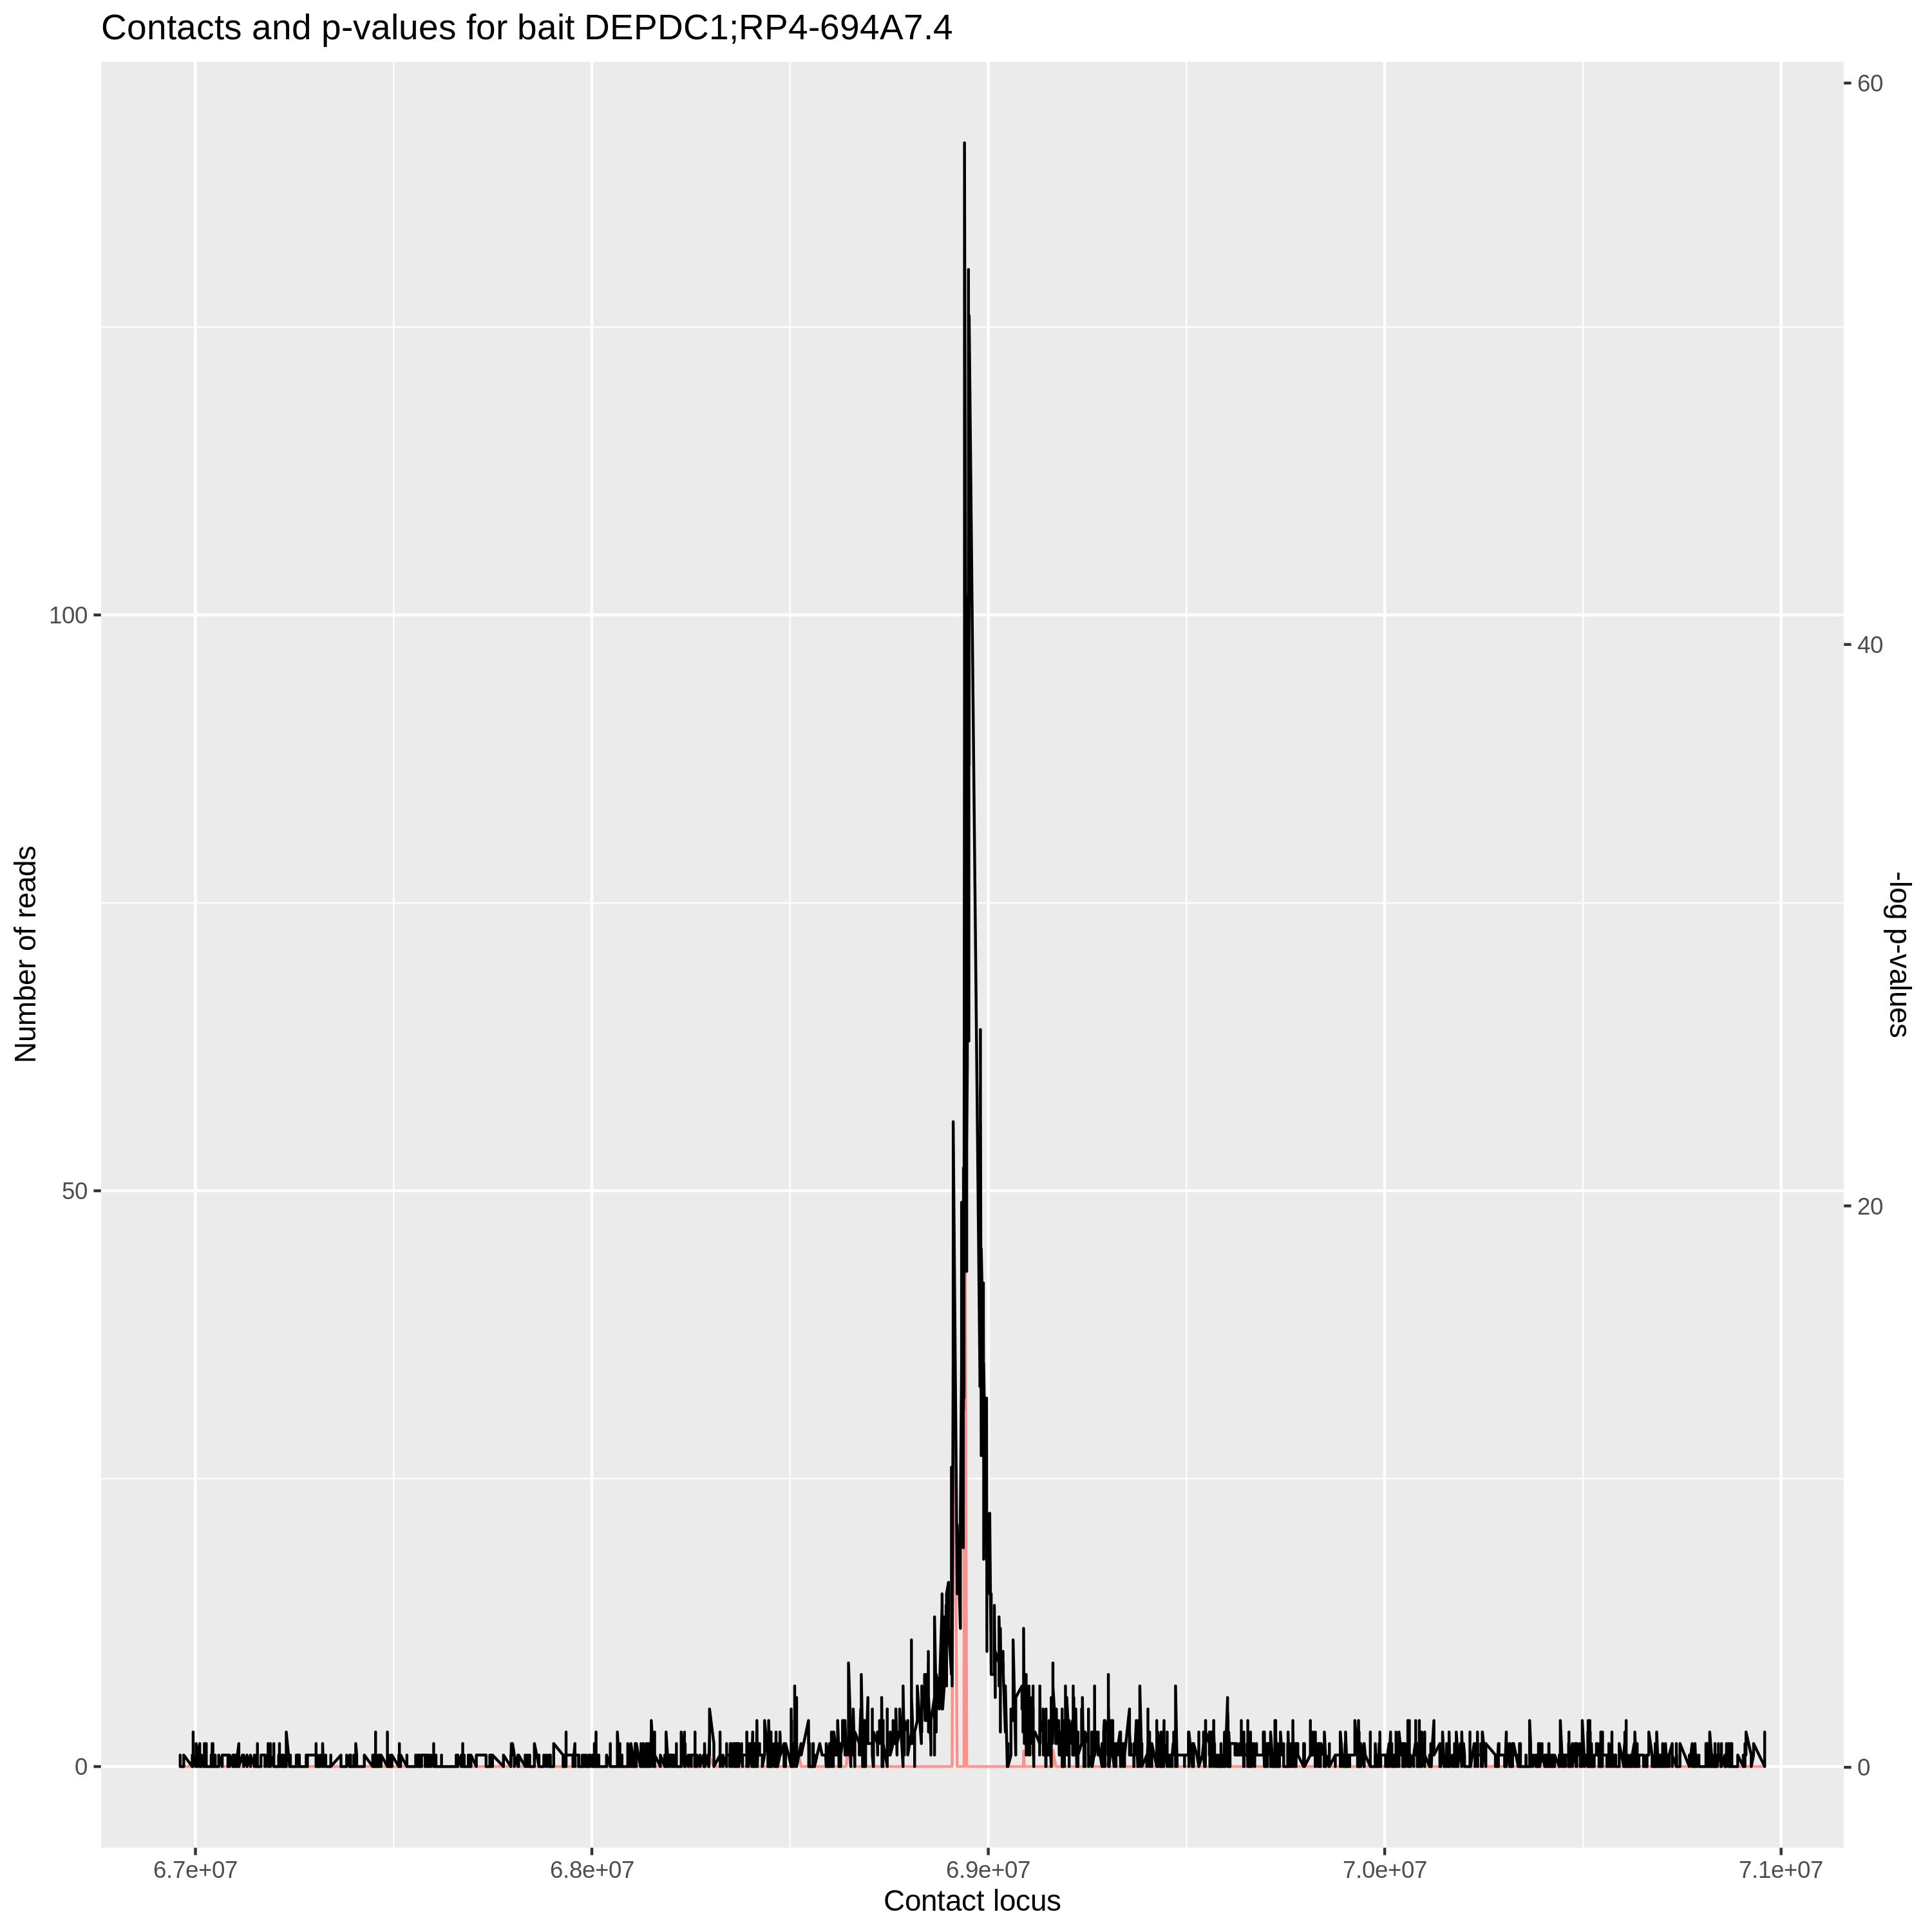 Contacts and p-values for bait DEPDC1;RP4-694A7.4
60
100
40
Number of reads
-log p-values
50
20
0
0
6.7e+07
6.8e+07
6.9e+07
7.0e+07
7.1e+07
Contact locus